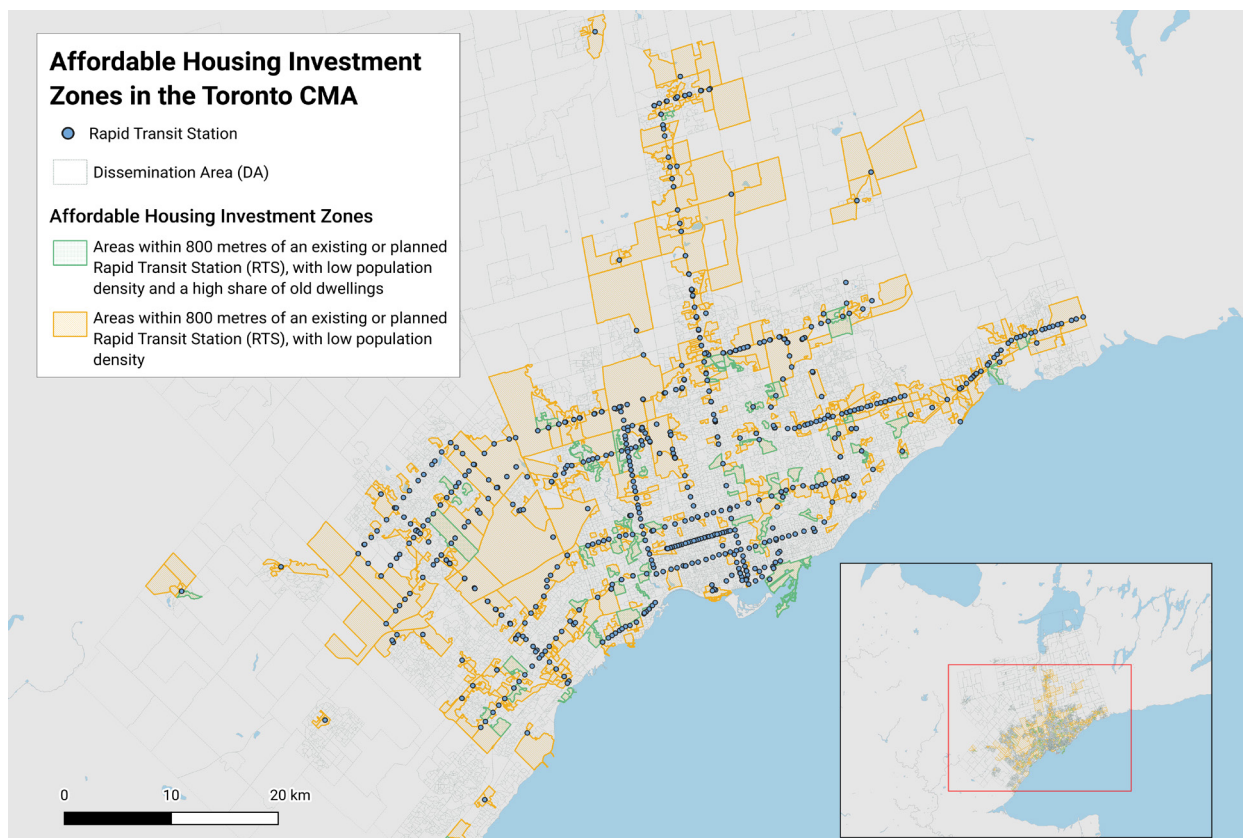 Affordable Housing Investment
Zones in the Toronto CMA
Rapid Transit Station
Dissemination Area (DA)
Affordable Housing Investment Zones
Areas within 800 metres of an existing or planned
Rapid Transit Station (RTS), with low population
density and a high share of old dwellings
Areas within 800 metres of an existing or planned
Rapid Transit Station (RTS), with low population
density
0 10 20 km